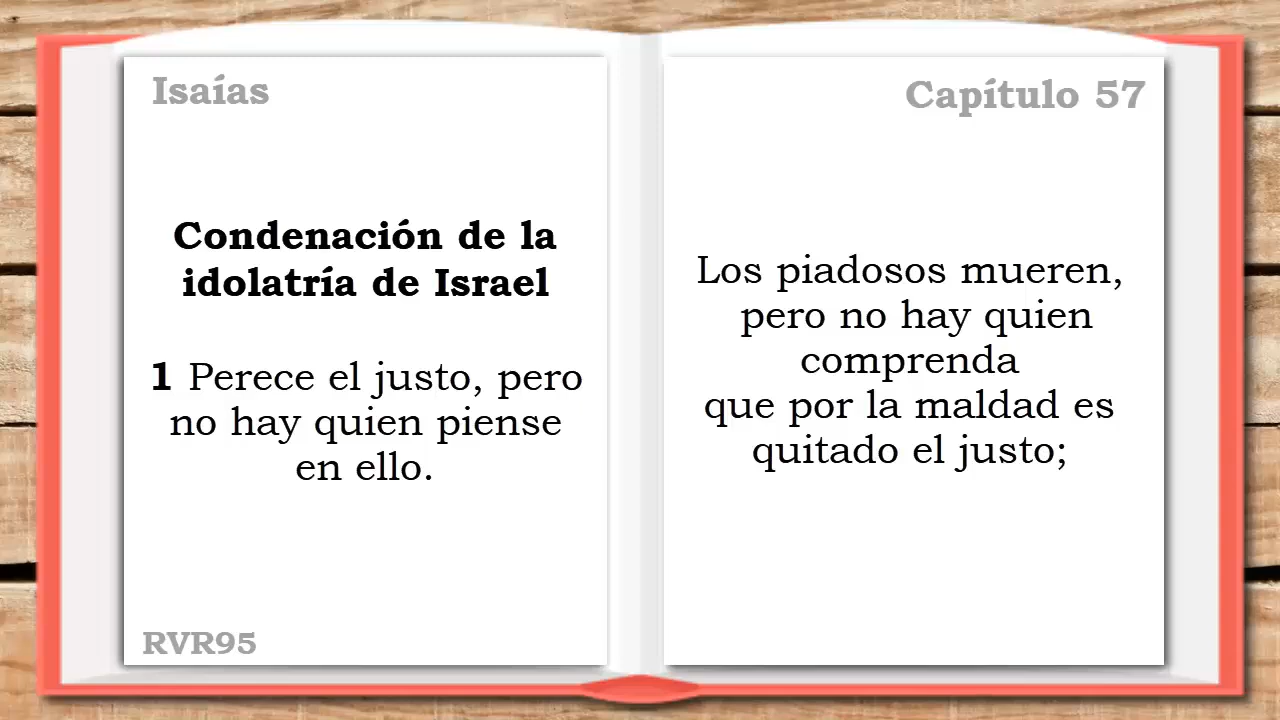 Isaías
Condenación de la
idolatría de Israel
1 Perece el justo, pero
no hay quien piense
en ello.
RVR95
Capítulo 57
Los piadosos mueren,
pero no hay quien
comprenda
que por la maldad es
quitado el justo;